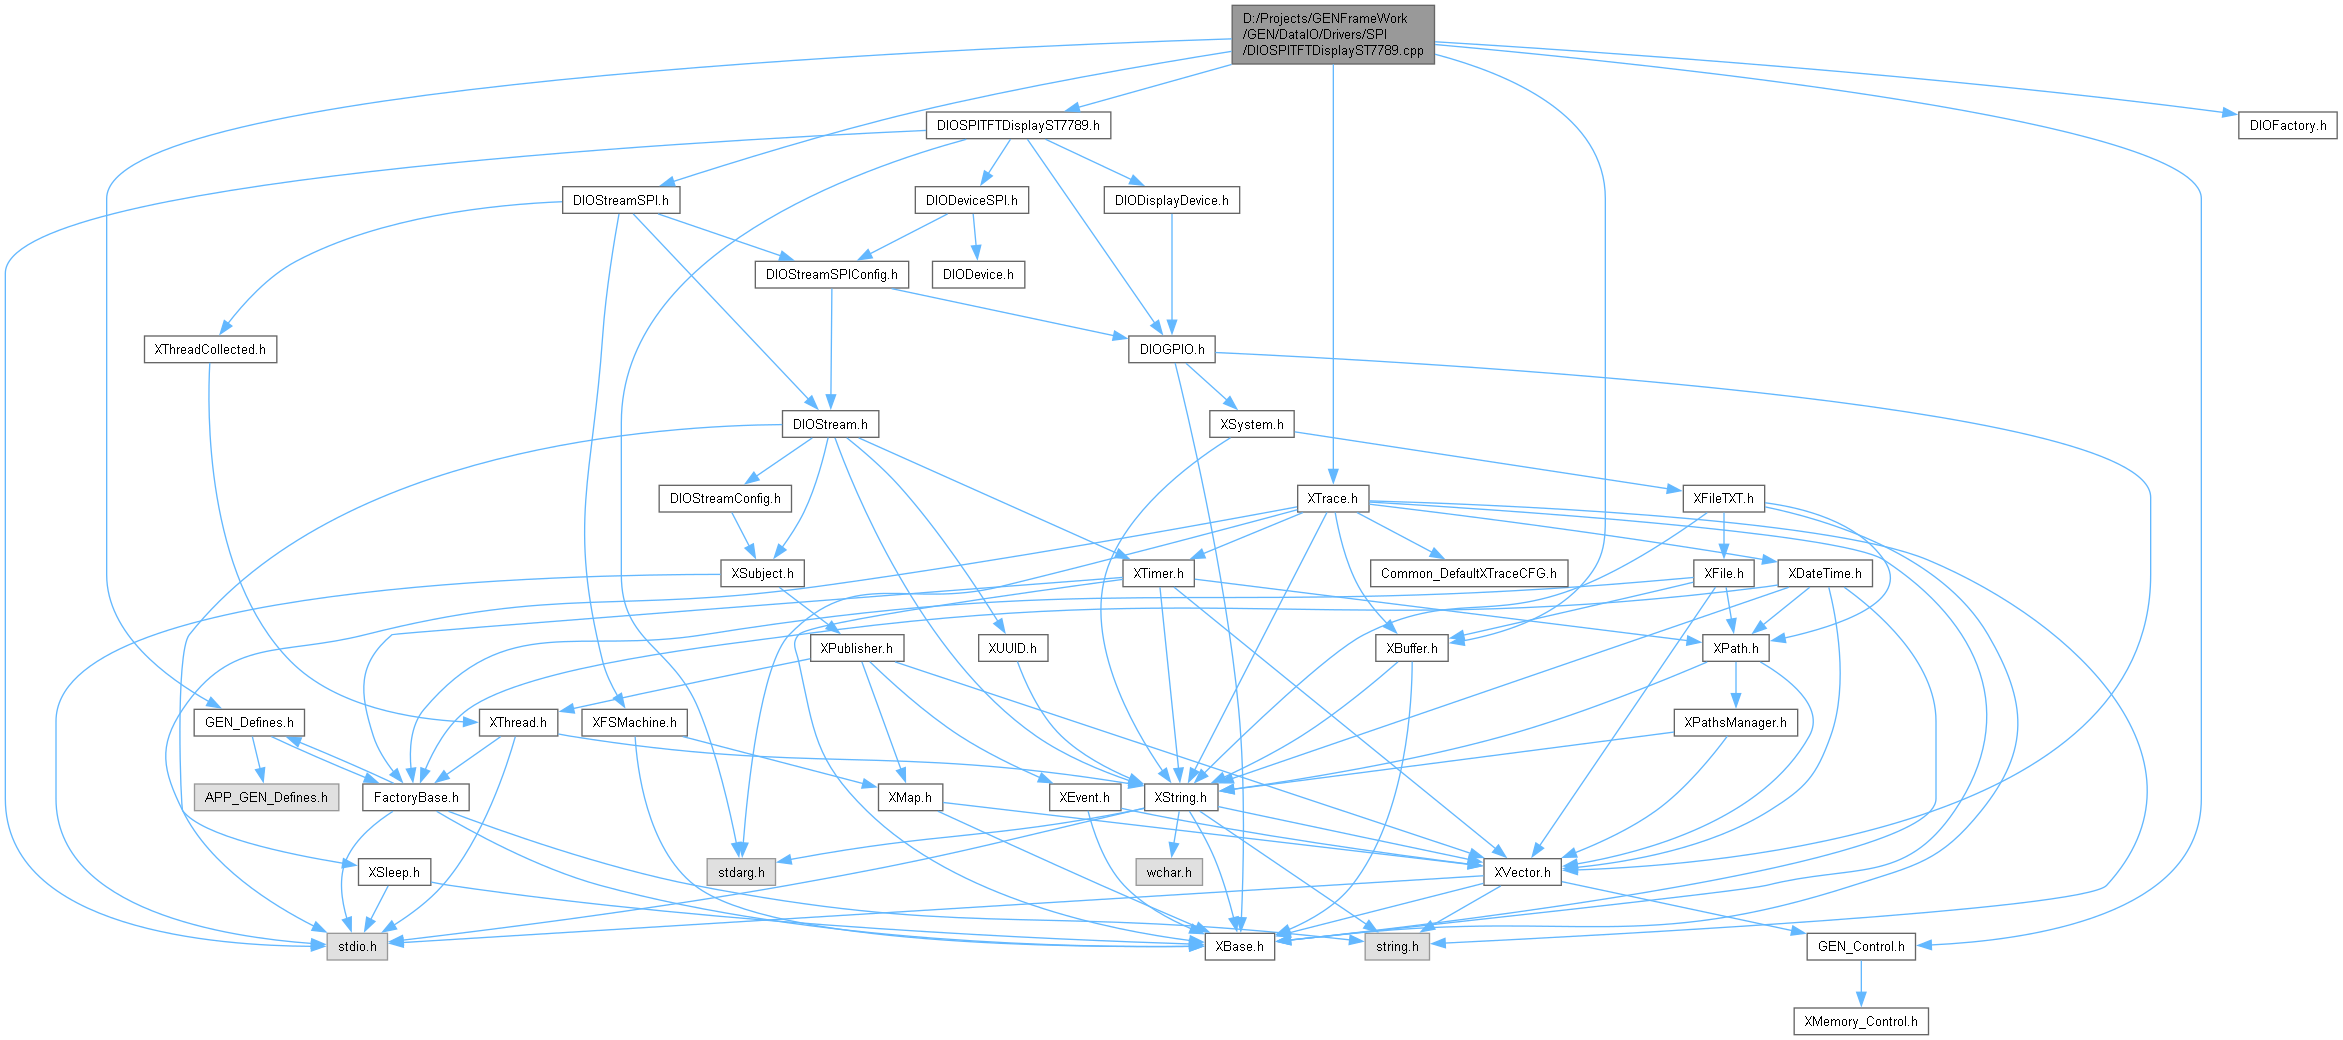 D:/Projects/GENFrameWork
/GEN/DataIO/Drivers/SPI
/DIOSPITFTDisplayST7789.cpp
DIOSPITFTDisplayST7789.h
DIOFactory.h
DIOStreamSPI.h
DIODeviceSPI.h
DIODisplayDevice.h
DIOStreamSPIConfig.h
DIODevice.h
XThreadCollected.h
DIOGPIO.h
DIOStream.h
XSystem.h
DIOStreamConfig.h
XTrace.h
XFileTXT.h
XSubject.h
XTimer.h
Common_DefaultXTraceCFG.h
XFile.h
XDateTime.h
XPublisher.h
XUUID.h
XBuffer.h
XPath.h
GEN_Defines.h
XThread.h
XFSMachine.h
XPathsManager.h
APP_GEN_Defines.h
FactoryBase.h
XMap.h
XEvent.h
XString.h
XSleep.h
stdarg.h
wchar.h
XVector.h
stdio.h
XBase.h
string.h
GEN_Control.h
XMemory_Control.h